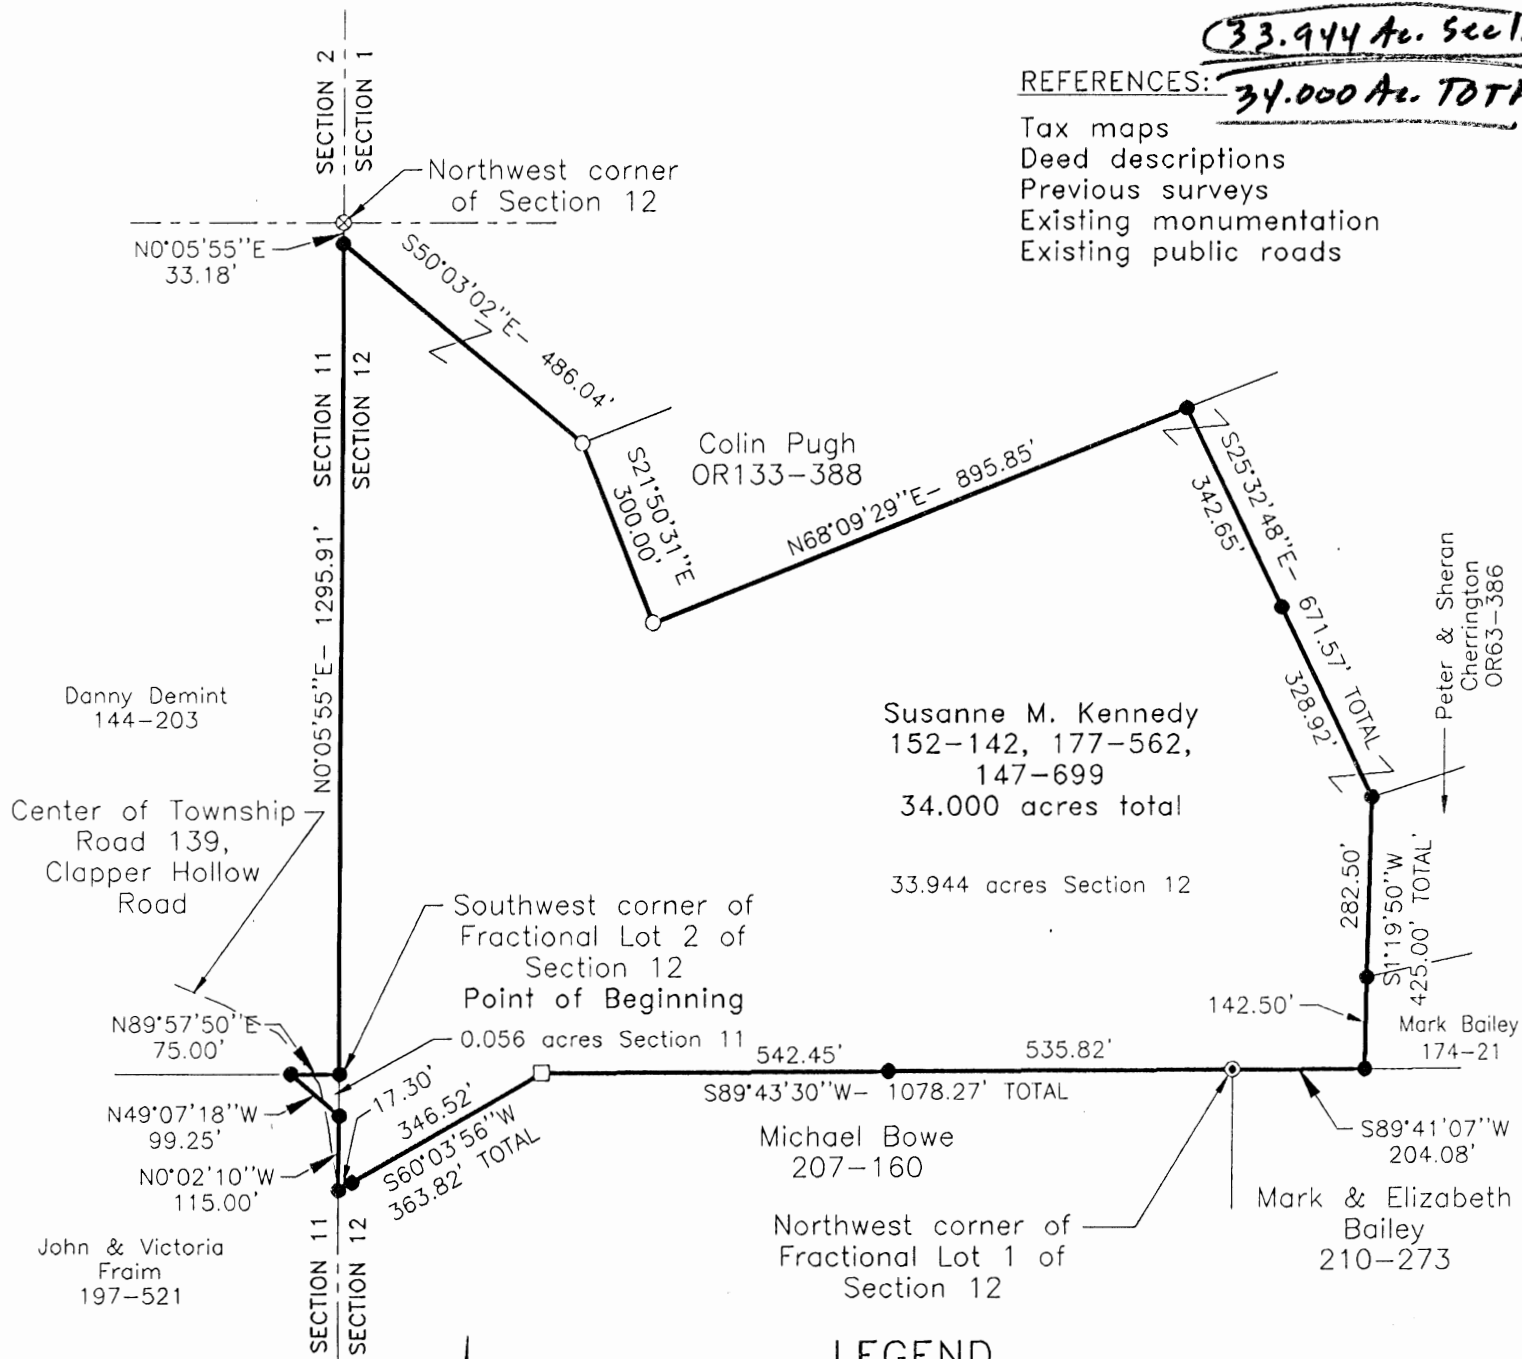 (33.944 Ac. Sec 1
REFERENCES:
34.000 Ac. TOTA
Tax maps
Deed descriptions
Previous surveys
Existing monumentation
Existing public roads
SECTION 2
SECTION 1
Northwest corner
of Section 12
N0°05'55"E
33.18'
S50°03'02"E– 486.04'
SECTION 11
SECTION 12
Colin Pugh
OR133–388
S21°50'31"E
300.00'
N68°09'29"E– 895.85'
S25°32'48"E– 671.57' TOTAL
342.65'
328.92'
Peter & Sheran
Cherrington
OR63–386
N0°05'55"E– 1295.91'
Danny Demint
144–203
Susanne M. Kennedy
152–142, 177–562,
147–699
34.000 acres total
33.944 acres Section 12
Center of Township
Road 139,
Clapper Hollow
Road
282.50'
S1°19'50"W
425.00' TOTAL'
Southwest corner of
Fractional Lot 2 of
Section 12
Point of Beginning
0.056 acres Section 11
N89°57'50"E
75.00'
142.50'
Mark Bailey
174–21
542.45'
535.82'
S89°43'30"W– 1078.27' TOTAL
17.30'
346.52'
S60°03'56"W
363.82' TOTAL
N49°07'18"W
99.25'
N0°02'10"W
115.00'
S89°41'07"W
204.08'
Michael Bowe
207–160
Mark & Elizabeth
Bailey
210–273
Northwest corner of
Fractional Lot 1 of
Section 12
John & Victoria
Fraim
197–521
SECTION 11
SECTION 12
LEGEND